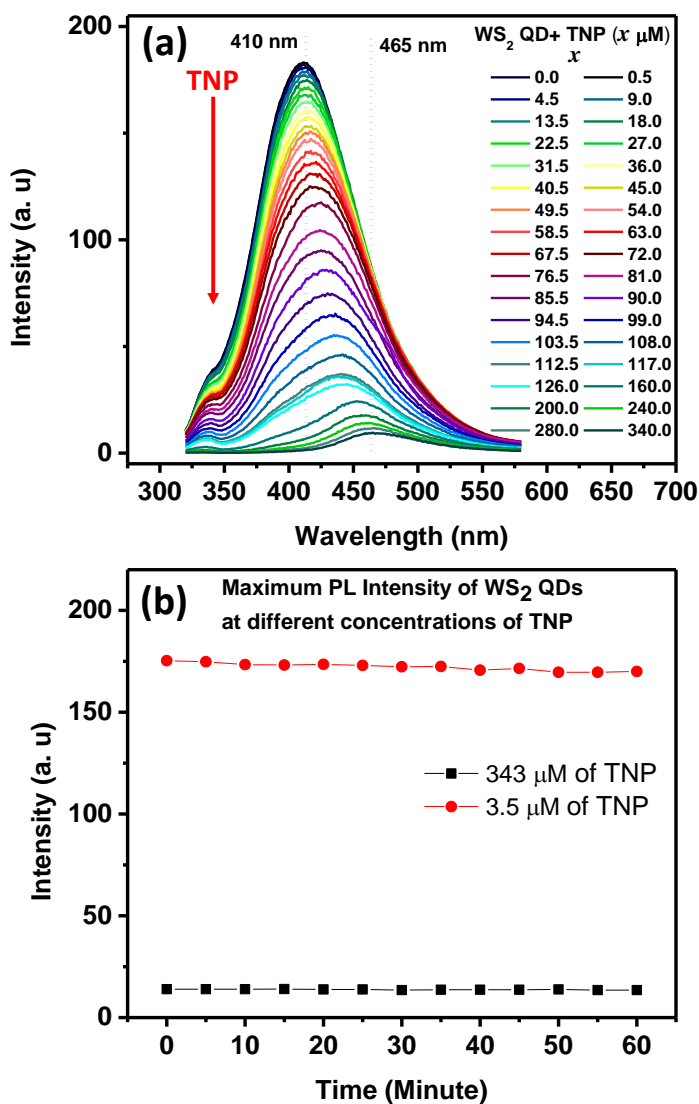 (a)
410 nm
465 nm
WS2 QD+ TNP (x μM)
x
TNP
0.0 0.5
4.5 9.0
13.5 18.0
22.5 27.0
31.5 36.0
40.5 45.0
49.5 54.0
58.5 63.0
67.5 72.0
76.5 81.0
85.5 90.0
94.5 99.0
103.5 108.0
112.5 117.0
126.0 160.0
200.0 240.0
280.0 340.0
200
100
0
Intensity (a. u)
300 350 400 450 500 550 600 650 700
Wavelength (nm)
(b)
Maximum PL Intensity of WS2 QDs
at different concentrations of TNP
343 μM of TNP
3.5 μM of TNP
200
150
100
50
0
Intensity (a. u)
0 10 20 30 40 50 60
Time (Minute)